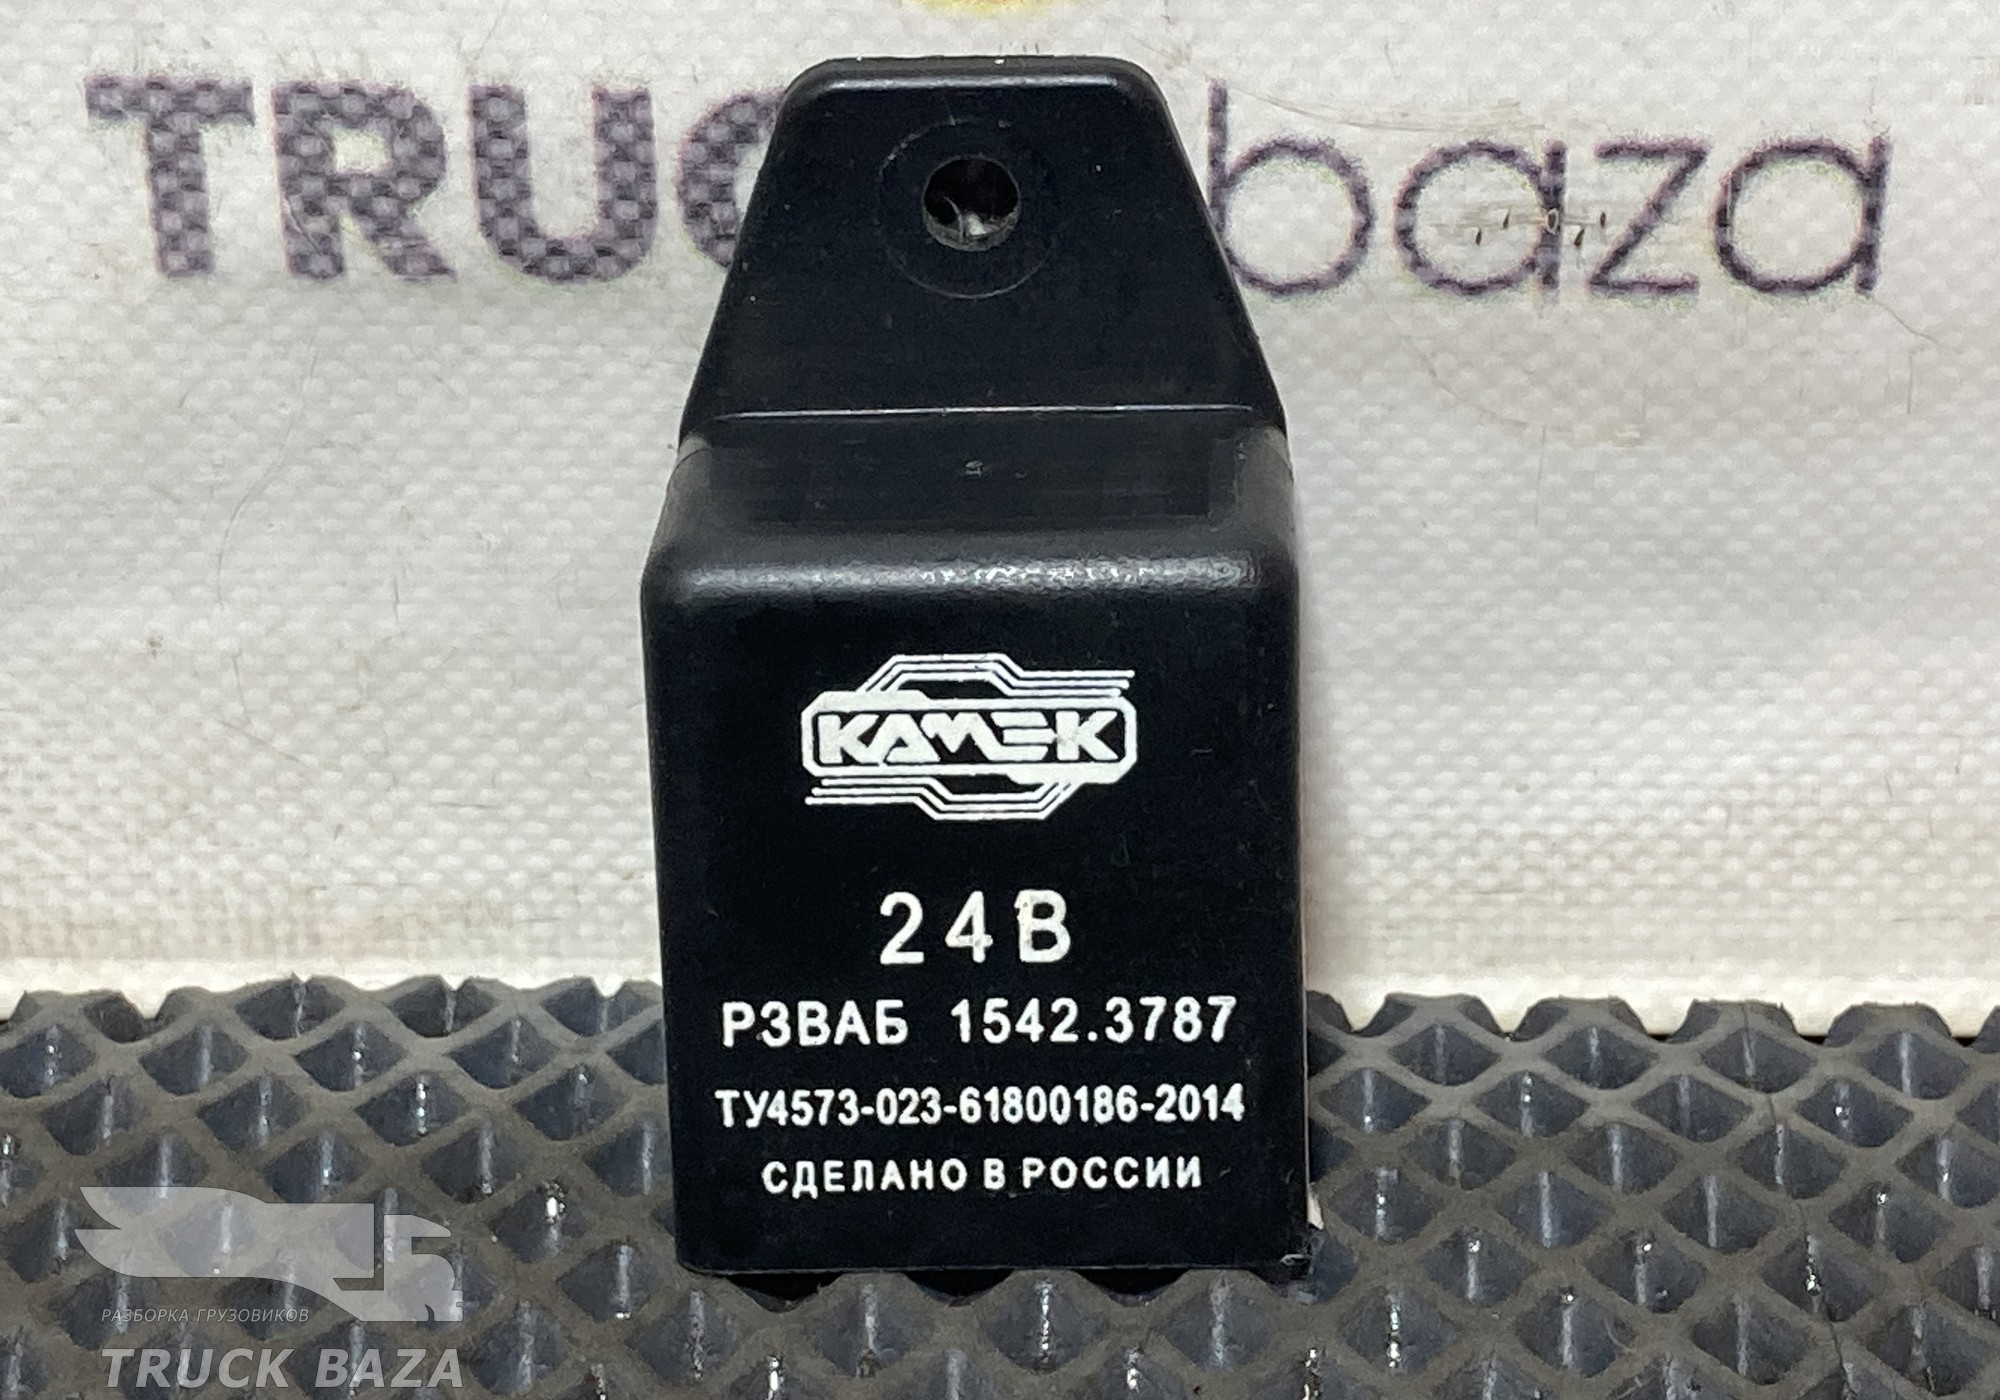 TRUC baza
КАМЕК
24В
РЗВАБ 1542.3787
ТУ4573-023-61800186-2014
СДЕЛАНО В РОССИИ
РАЗБОРКА ГРУЗОВИКОВ
TRUCK BAZA